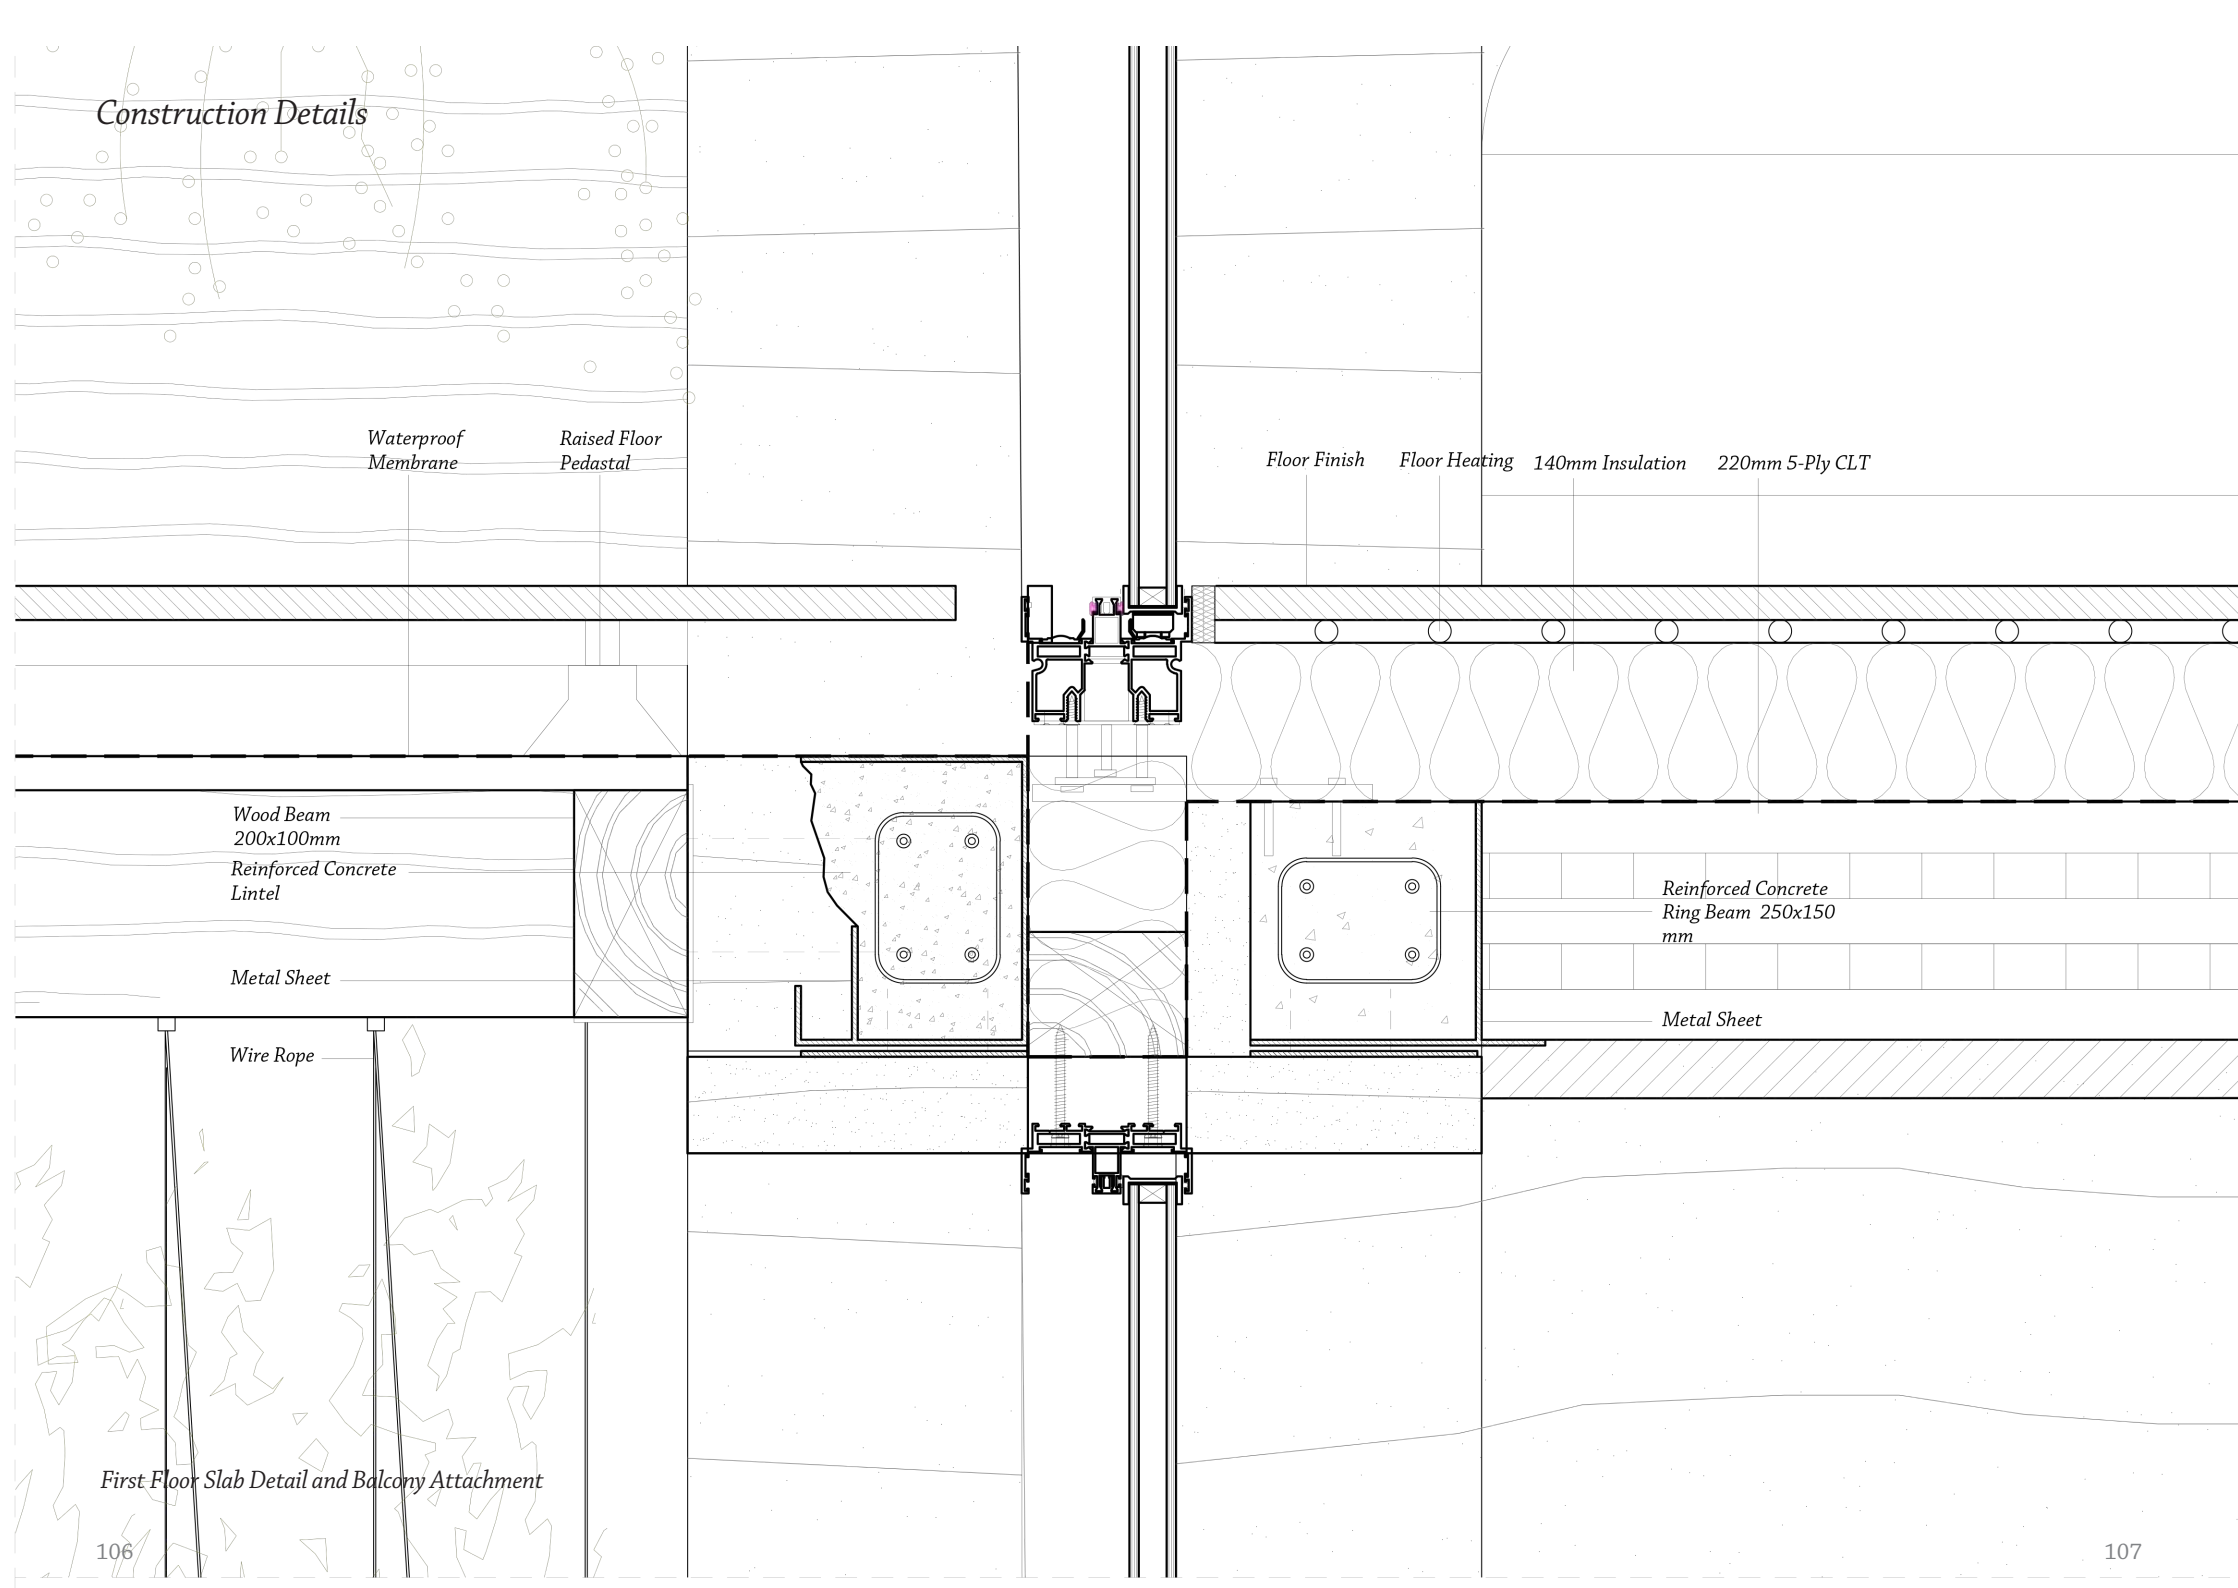 Construction Details
Waterproof
Membrane
Raised Floor
Pedastal
Floor Finish
Floor Heating
140mm Insulation
220mm 5-Ply CLT
Wood Beam
200x100mm
Reinforced Concrete
Lintel
Metal Sheet
Wire Rope
Reinforced Concrete
Ring Beam 250x150
mm
Metal Sheet
First Floor Slab Detail and Balcony Attachment
106
107